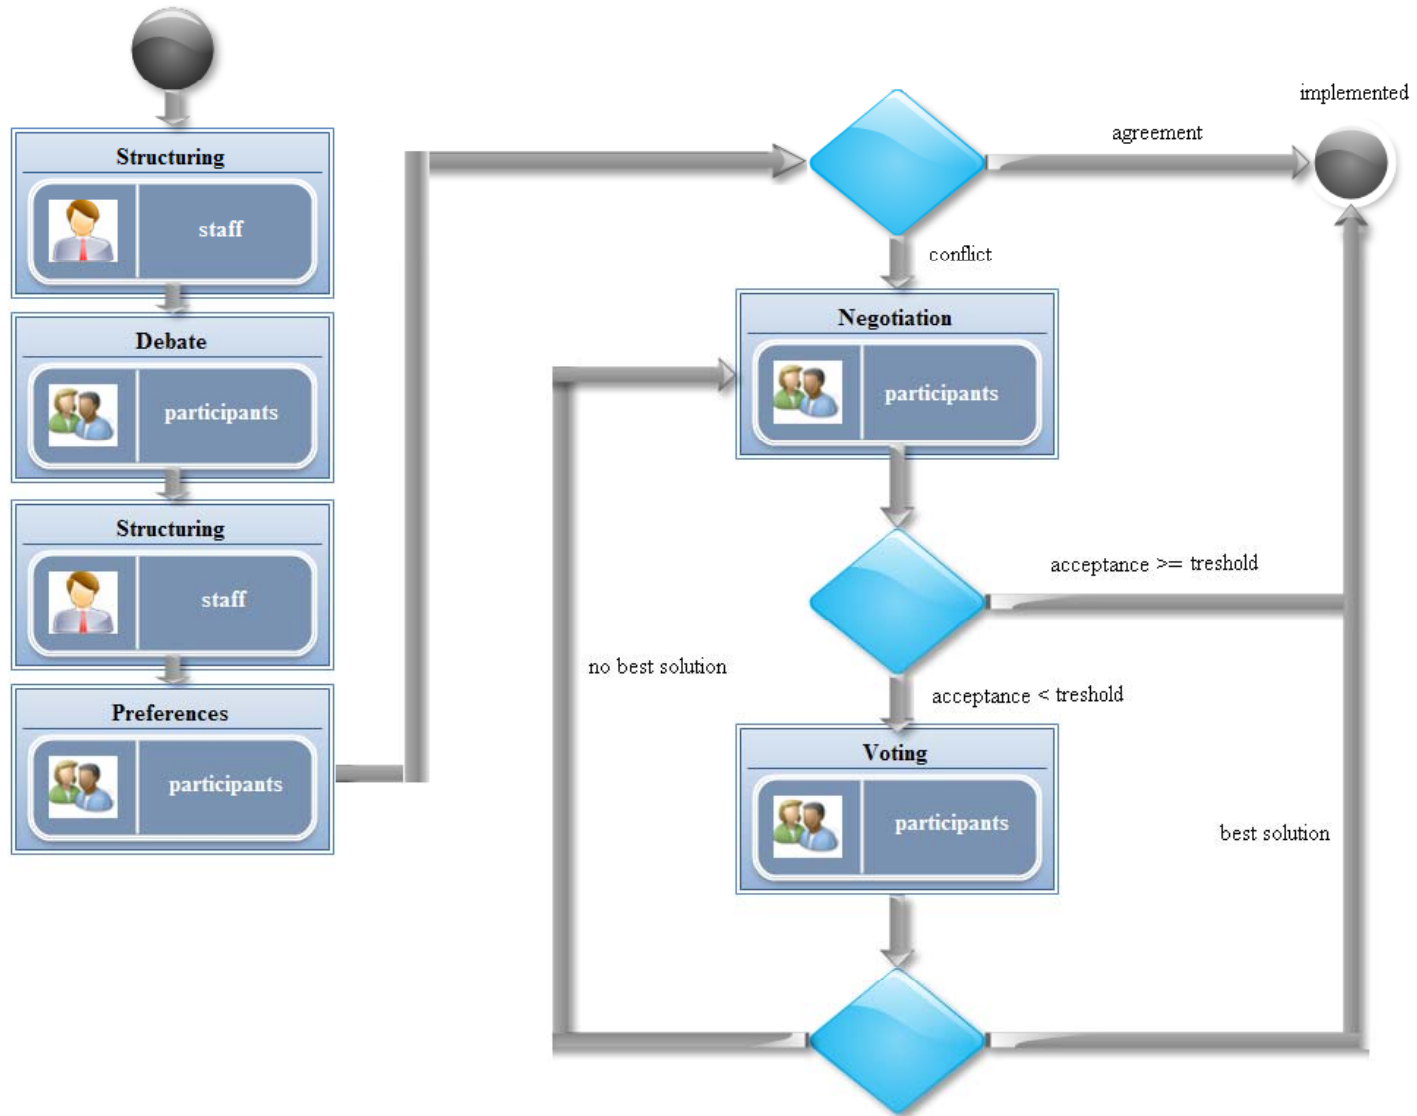 Structuring
staff
Debate
participants
Structuring
staff
Preferences
participants
implemented
agreement
conflict
Negotiation
participants
acceptance >= treshold
no best solution
acceptance < treshold
Voting
participants
best solution